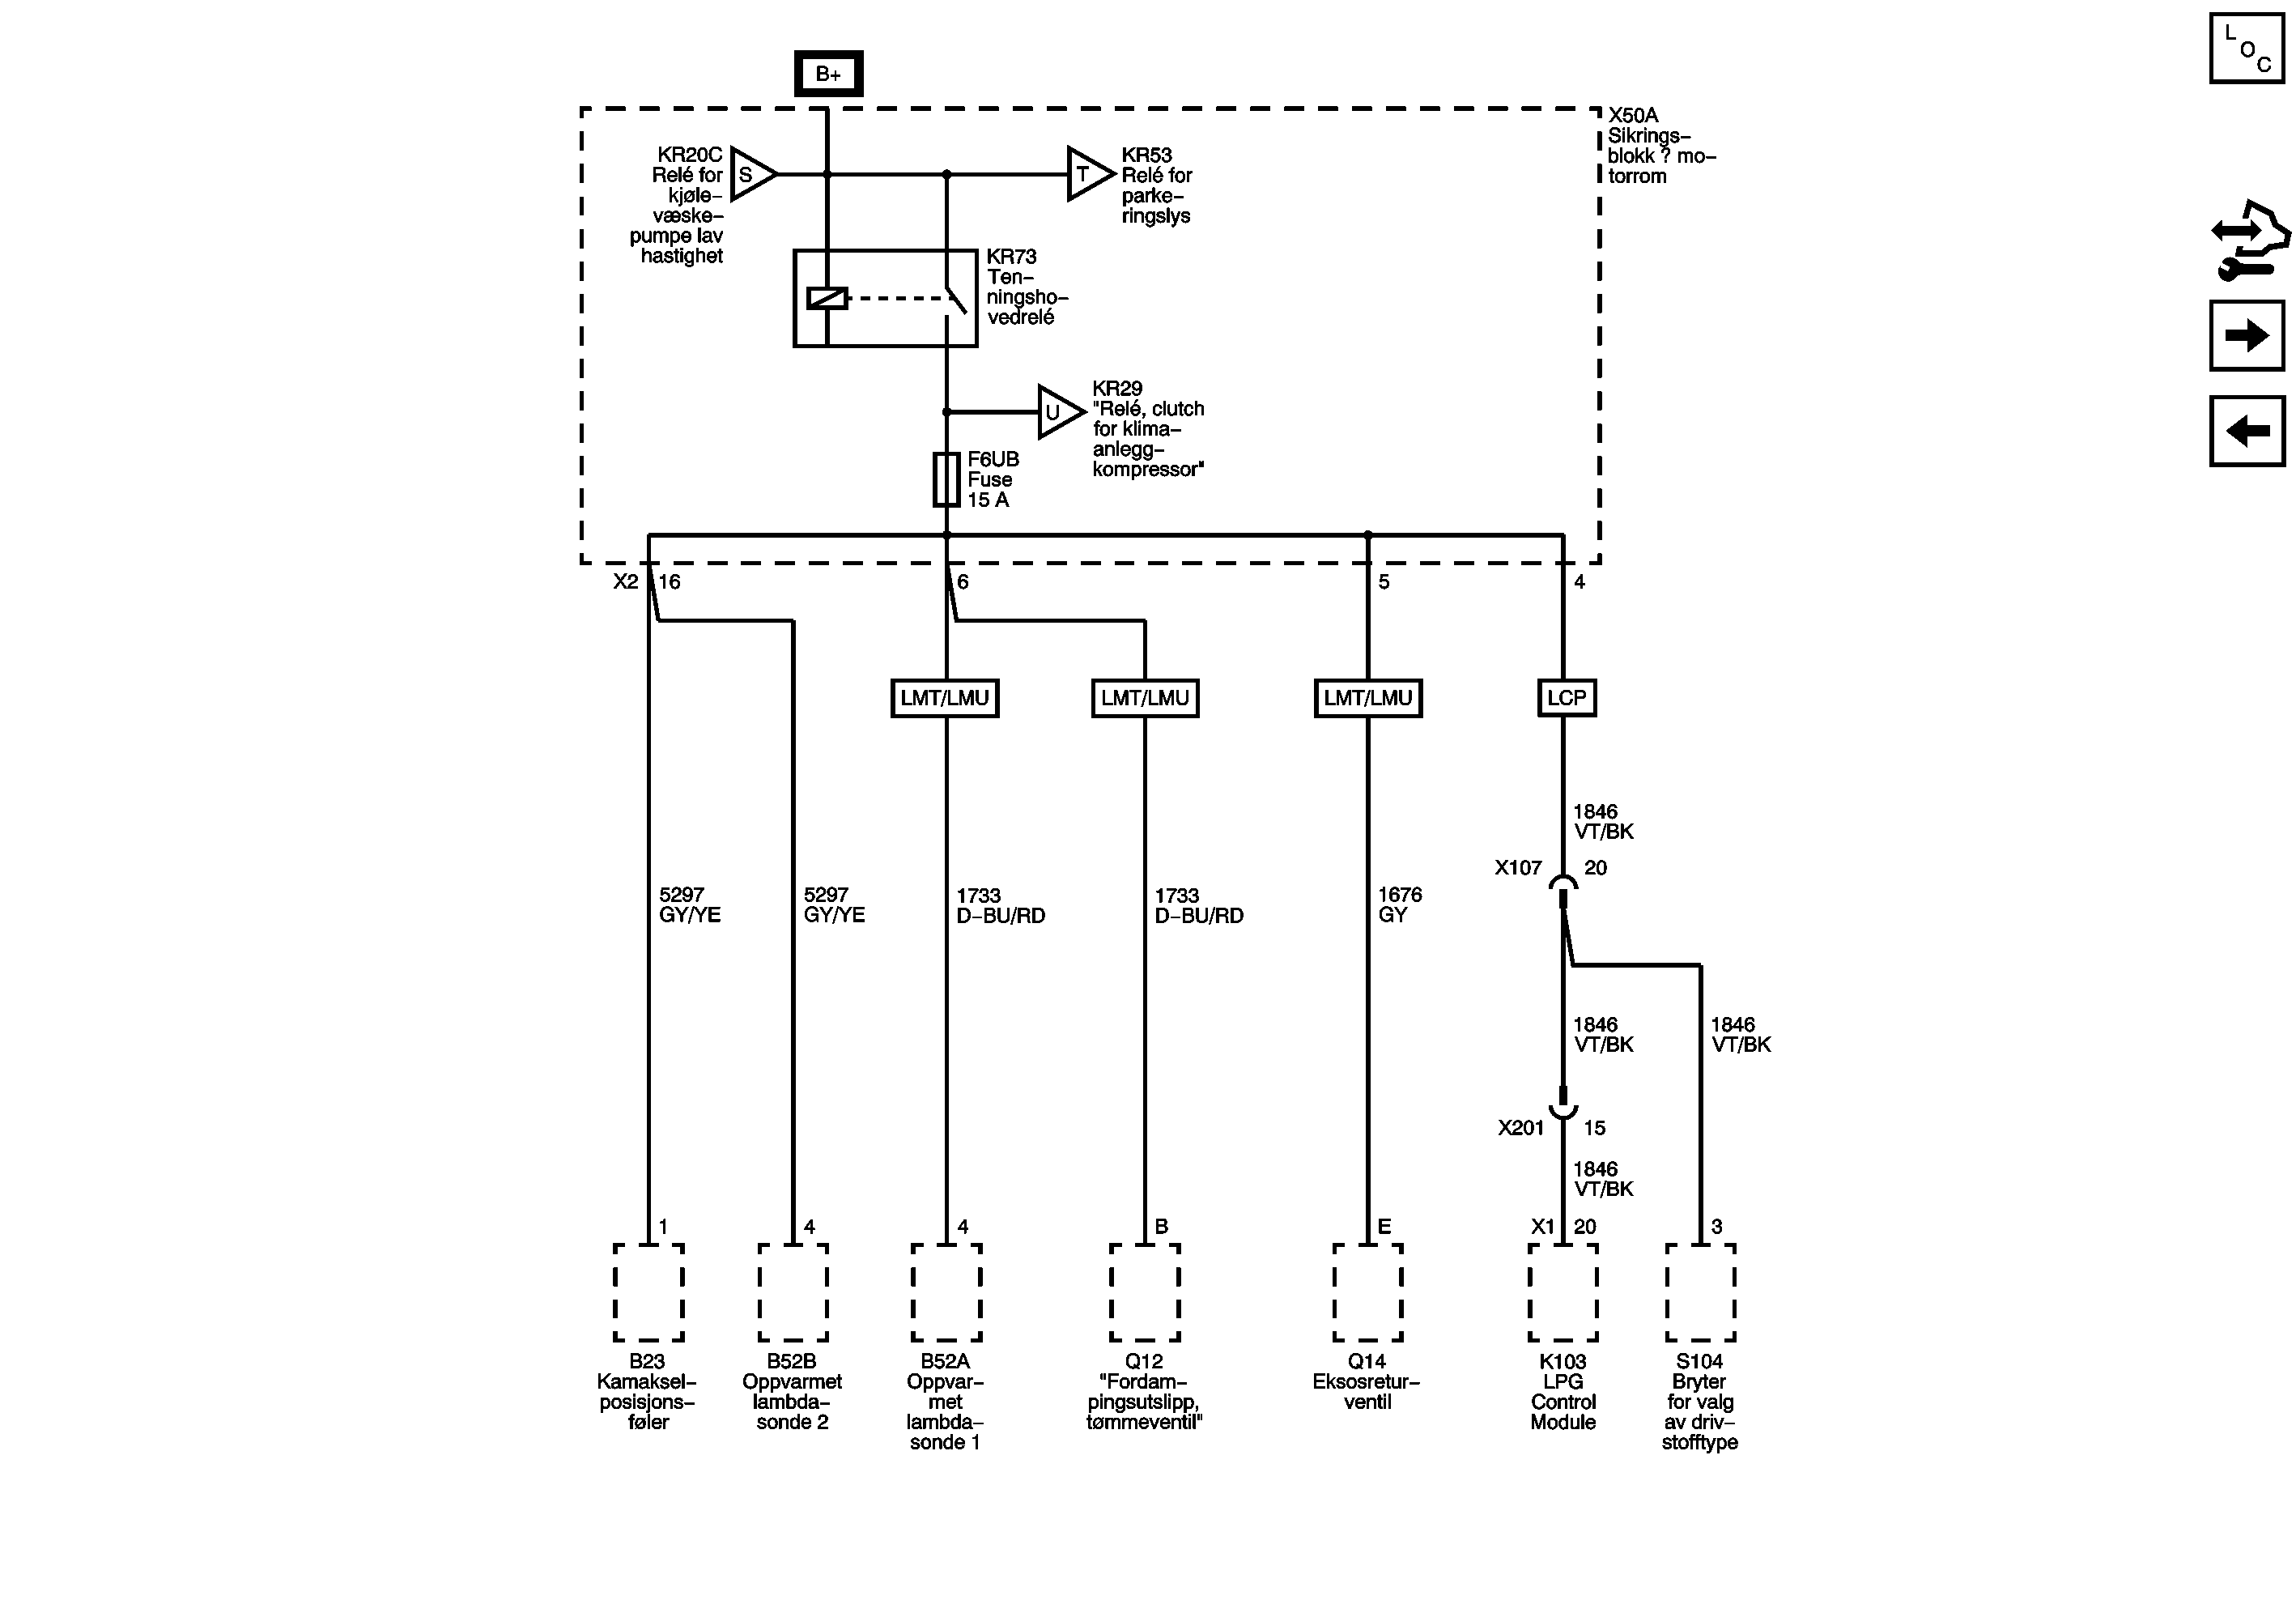 B+
L
O
C
X50A
Sikrings–
blokk ? mo–
torrom
KR20C
Relé for
kjøle–
væske–
pumpe lav
hastighet
S
T
KR53
Relé for
parke–
ringslys
KR73
Ten–
ningsho–
vedrelé
U
KR29
"Relé, clutch
for klima–
anlegg–
kompressor"
F6UB
Fuse
15 A
X2
16
6
5
4
LMT/LMU
LMT/LMU
LMT/LMU
LCP
1846
VT/BK
X107
20
5297
GY/YE
5297
GY/YE
1733
D–BU/RD
1733
D–BU/RD
1676
GY
1846
VT/BK
1846
VT/BK
X201
15
1846
VT/BK
1
4
4
B
E
X1
20
3
B23
Kamaksel–
posisjons–
føler
B52B
Oppvarmet
lambda–
sonde 2
B52A
Oppvar–
met
lambda–
sonde 1
Q12
"Fordam–
pingsutslipp,
tømmeventil"
Q14
Eksosretur–
ventil
K103
LPG
Control
Module
S104
Bryter
for valg
av driv–
stofftype